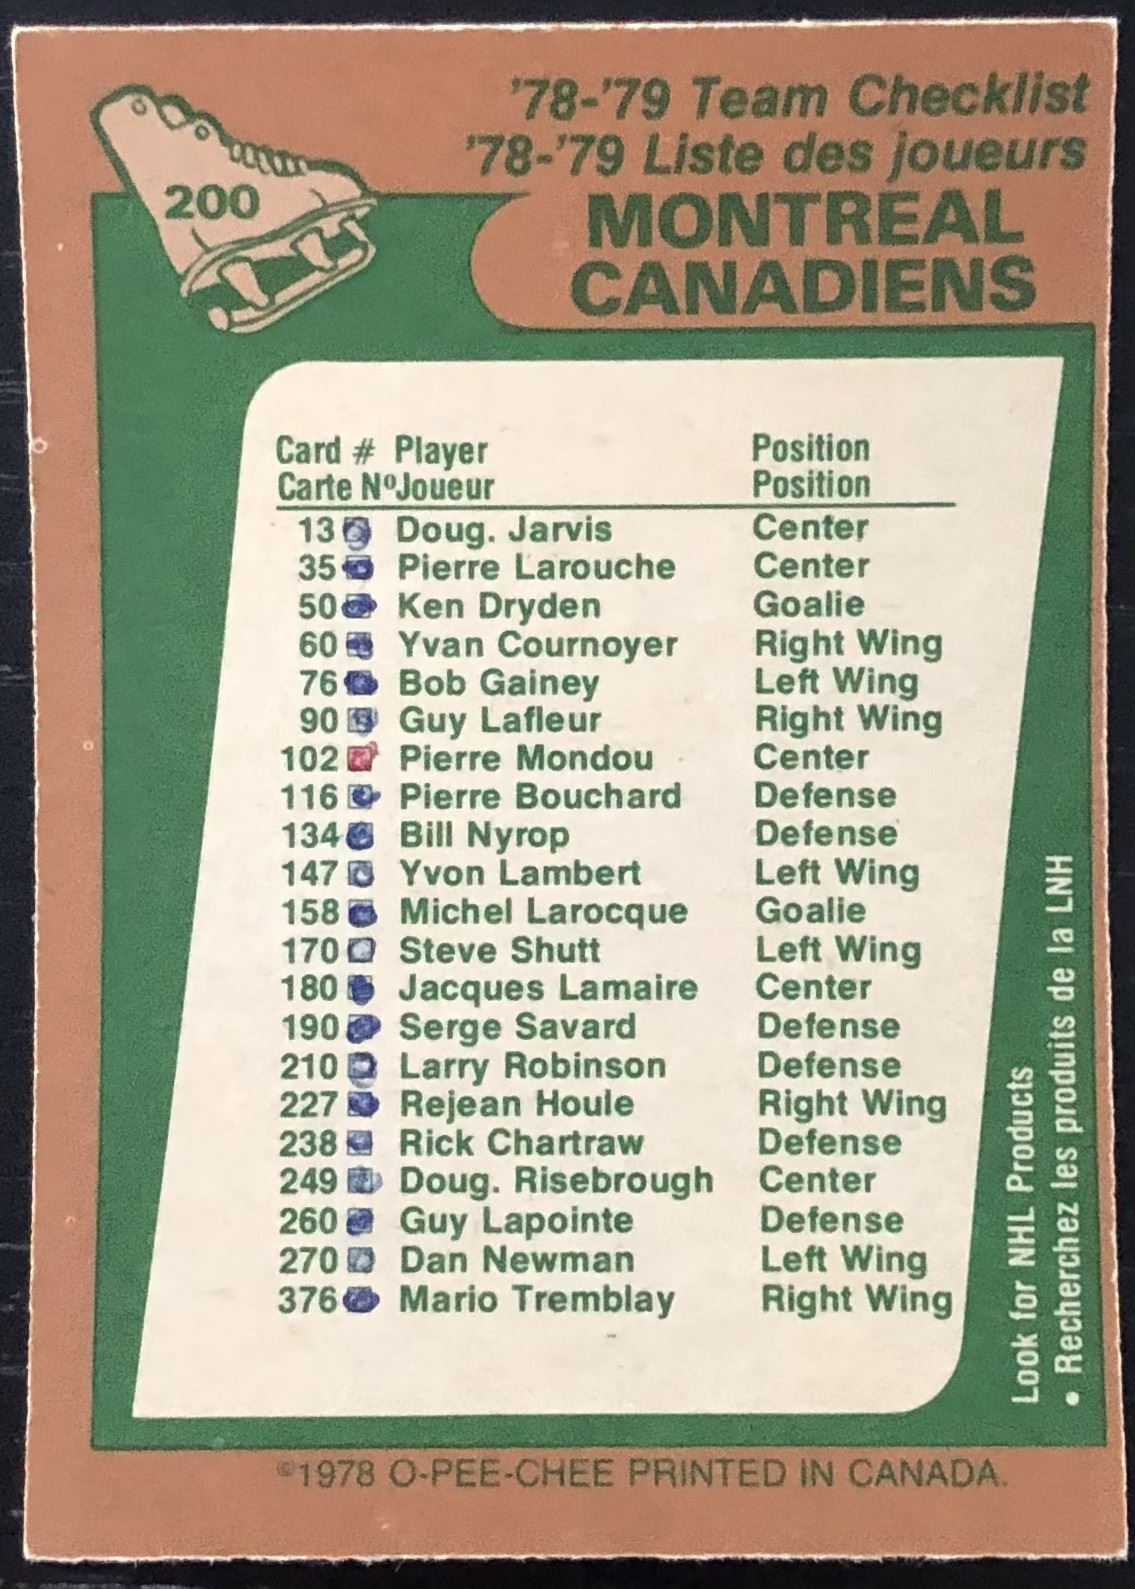 '78-'79 Team Checklist
'78-'79 Liste des joueurs
200
MONTREAL
CANADIENS
Card # Player Position
Carte Nº Joueur Position
13 Doug. Jarvis Center
35 Pierre Larouche Center
50 Ken Dryden Goalie
60 Yvan Cournoyer Right Wing
76 Bob Gainey Left Wing
90 Guy Lafleur Right Wing
102 Pierre Mondou Center
116 Pierre Bouchard Defense
134 Bill Nyrop Defense
147 Yvon Lambert Left Wing
158 Michel Larocque Goalie
170 Steve Shutt Left Wing
180 Jacques Lamaire Center
190 Serge Savard Defense
210 Larry Robinson Defense
227 Rejean Houle Right Wing
238 Rick Chartraw Defense
249 Doug. Risebrough Center
260 Guy Lapointe Defense
270 Dan Newman Left Wing
376 Mario Tremblay Right Wing
Look for NHL Products
• Recherchez les produits de la LNH
©1978 O-PEE-CHEE PRINTED IN CANADA.